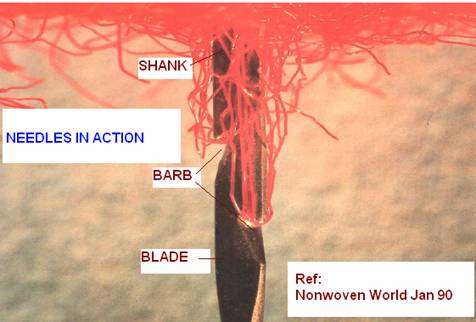 SHANK
NEEDLES IN ACTION
BARB
BLADE
Ref:
Nonwoven World Jan 90